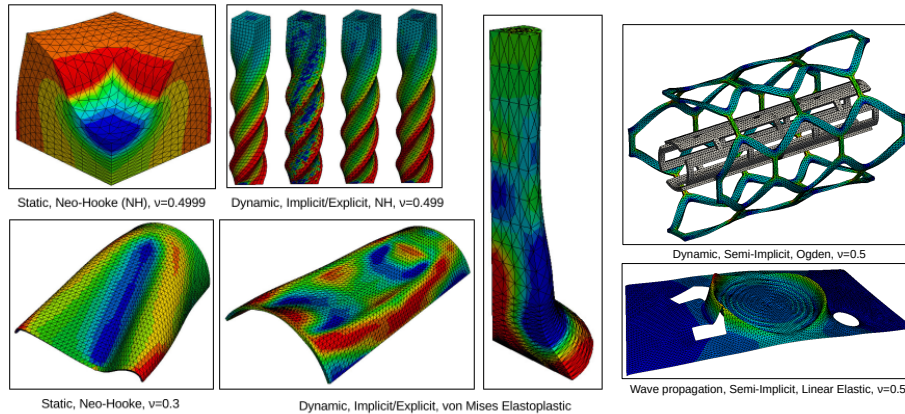 Static, Neo-Hooke (NH), ν=0.4999
Dynamic, Implicit/Explicit, NH, ν=0.499
Dynamic, Semi-Implicit, Ogden, ν=0.5
Static, Neo-Hooke, ν=0.3
Dynamic, Implicit/Explicit, von Mises Elastoplastic
Wave propagation, Semi-Implicit, Linear Elastic, ν=0.5